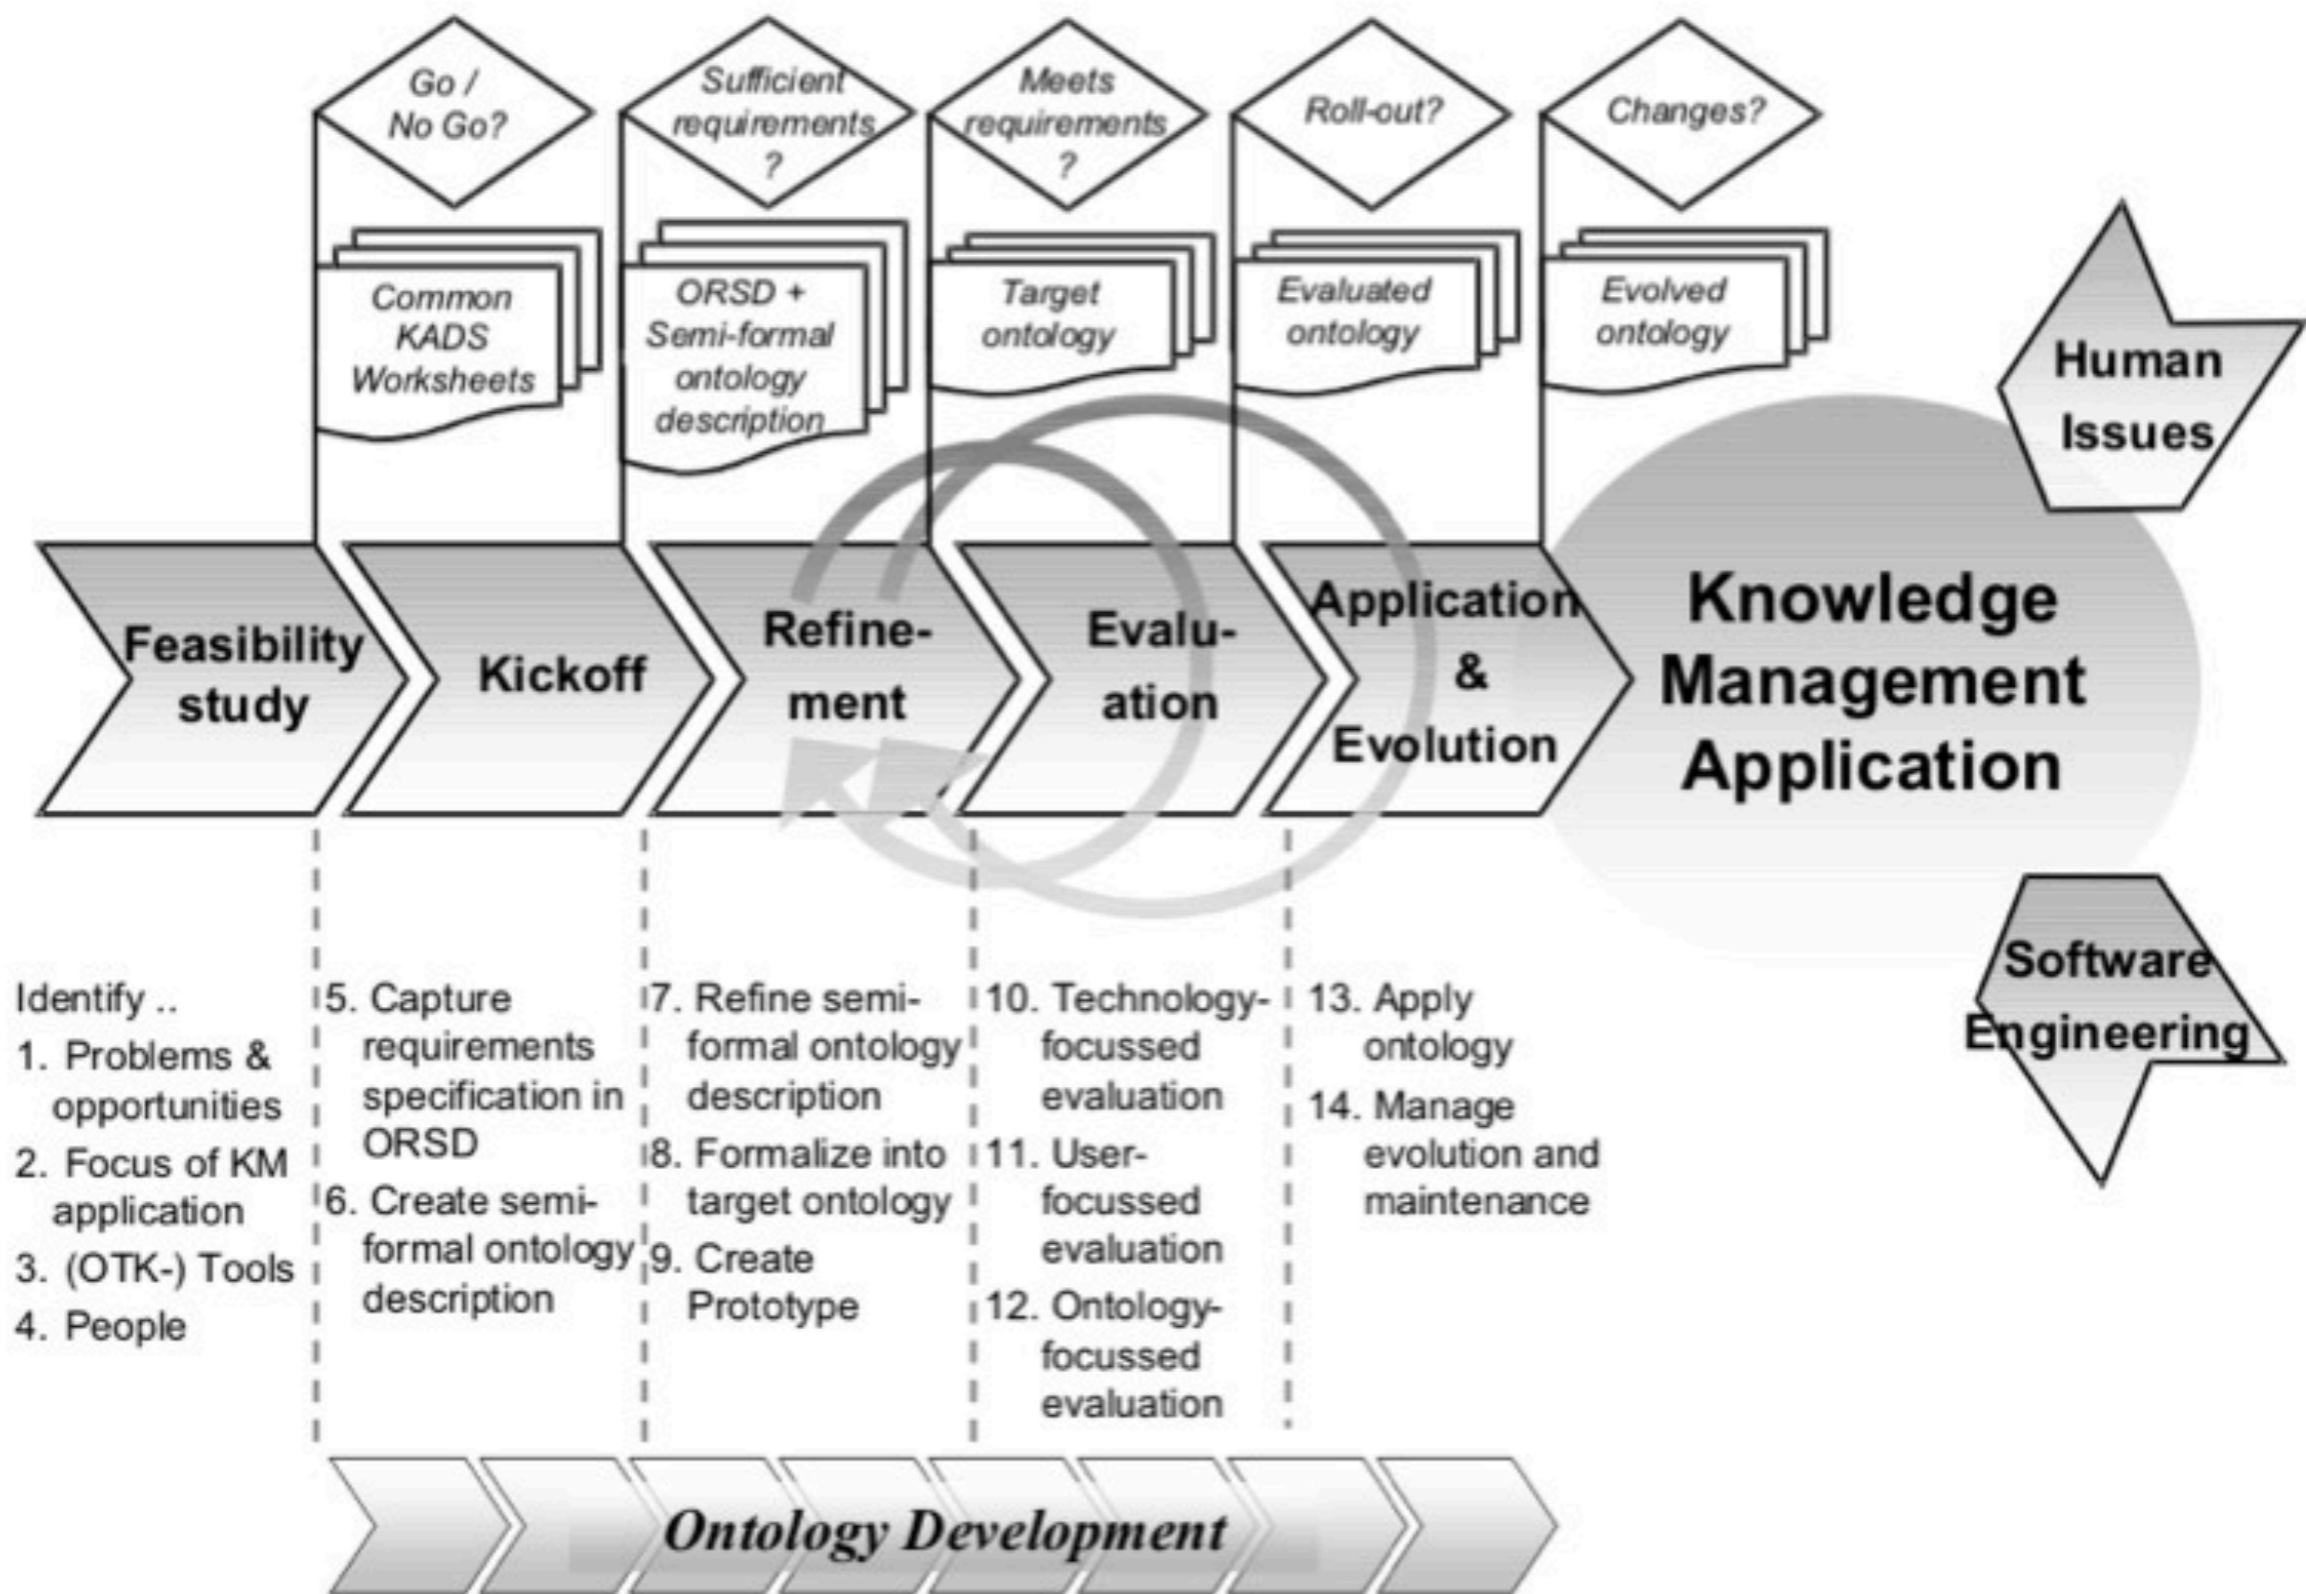 Go /
No Go?
Sufficient
requirements
?
Meets
requirements
?
Roll-out?
Changes?
Common
KADS
Worksheets
ORSD +
Semi-formal
ontology
description
Target
ontology
Evaluated
ontology
Evolved
ontology
Human
Issues
Feasibility
study
Kickoff
Refine-
ment
Evalu-
ation
Application
&
Evolution
Knowledge
Management
Application
Software
Engineering
Identify ..
1. Problems &
opportunities
2. Focus of KM
application
3. (OTK-) Tools
4. People
5. Capture
requirements
specification in
ORSD
6. Create semi-
formal ontology
description
7. Refine semi-
formal ontology
description
8. Formalize into
target ontology
9. Create
Prototype
10. Technology-
focussed
evaluation
11. User-
focussed
evaluation
12. Ontology-
focussed
evaluation
13. Apply
ontology
14. Manage
evolution and
maintenance
Ontology Development